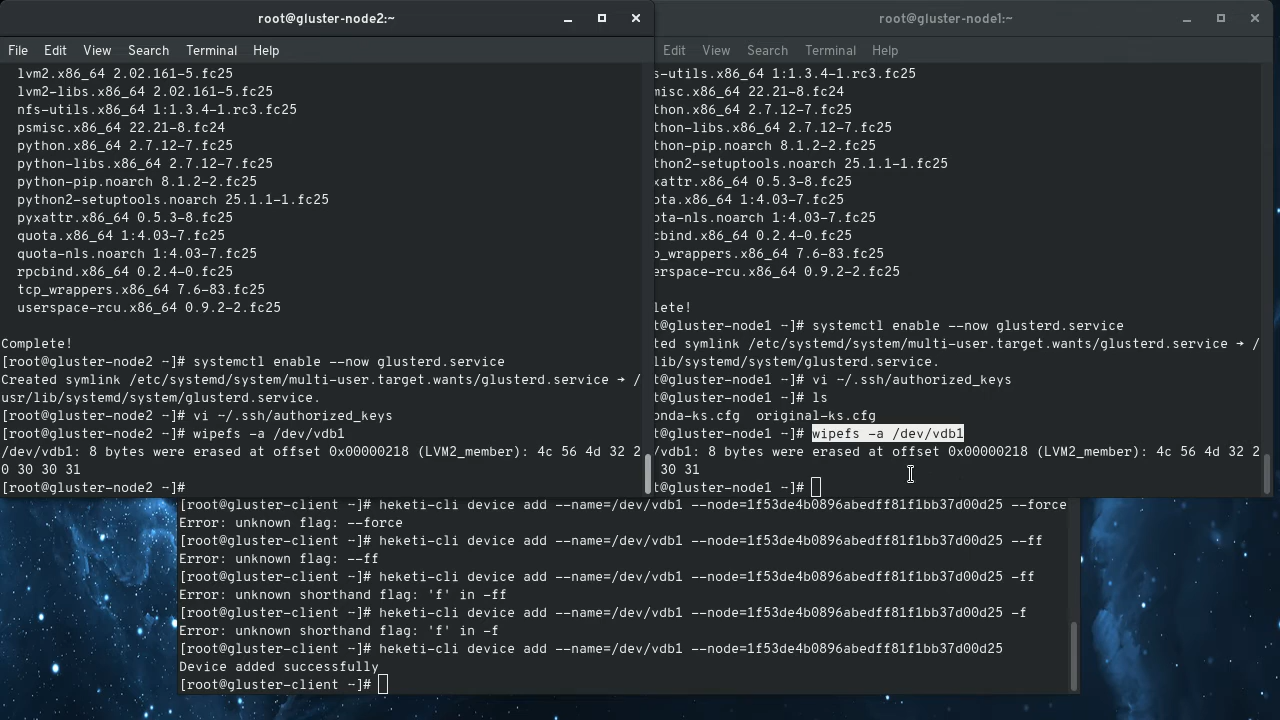 root@gluster-node2:~
File Edit View Search Terminal Help
lvm2.x86_64 2.02.161-5.fc25
lvm2-libs.x86_64 2.02.161-5.fc25
nfs-utils.x86_64 1:1.3.4-1.rc3.fc25
psmisc.x86_64 22.21-8.fc24
python.x86_64 2.7.12-7.fc25
python-libs.x86_64 2.7.12-7.fc25
python-pip.noarch 8.1.2-2.fc25
python2-setuptools.noarch 25.1.1-1.fc25
pyxattr.x86_64 0.5.3-8.fc25
quota.x86_64 1:4.03-7.fc25
quota-nls.noarch 1:4.03-7.fc25
rpcbind.x86_64 0.2.4-0.fc25
tcp_wrappers.x86_64 7.6-83.fc25
userspace-rcu.x86_64 0.9.2-2.fc25
Complete!
[root@gluster-node2 ~]# systemctl enable --now glusterd.service
Created symlink /etc/systemd/system/multi-user.target.wants/glusterd.service → /
usr/lib/systemd/system/glusterd.service.
[root@gluster-node2 ~]# vi ~/.ssh/authorized_keys
[root@gluster-node2 ~]# wipefs -a /dev/vdb1
/dev/vdb1: 8 bytes were erased at offset 0x00000218 (LVM2_member): 4c 56 4d 32 2
0 30 30 31
[root@gluster-node2 ~]#
root@gluster-node1:~
Edit View Search Terminal Help
s-utils.x86_64 1:1.3.4-1.rc3.fc25
misc.x86_64 22.21-8.fc24
thon.x86_64 2.7.12-7.fc25
thon-libs.x86_64 2.7.12-7.fc25
thon-pip.noarch 8.1.2-2.fc25
thon2-setuptools.noarch 25.1.1-1.fc25
xattr.x86_64 0.5.3-8.fc25
ota.x86_64 1:4.03-7.fc25
ota-nls.noarch 1:4.03-7.fc25
cbind.x86_64 0.2.4-0.fc25
p_wrappers.x86_64 7.6-83.fc25
erspace-rcu.x86_64 0.9.2-2.fc25
lete!
t@gluster-node1 ~]# systemctl enable --now glusterd.service
ted symlink /etc/systemd/system/multi-user.target.wants/glusterd.service → /
lib/systemd/system/glusterd.service.
t@gluster-node1 ~]# vi ~/.ssh/authorized_keys
t@gluster-node1 ~]# ls
onda-ks.cfg original-ks.cfg
t@gluster-node1 ~]# wipefs -a /dev/vdb1
/vdb1: 8 bytes were erased at offset 0x00000218 (LVM2_member): 4c 56 4d 32 2
30 31
t@gluster-node1 ~]#
[root@gluster-client ~]# heketi-cli device add --name=/dev/vdb1 --node=1f53de4b0896abedff81f1bb37d00d25 --force
Error: unknown flag: --force
[root@gluster-client ~]# heketi-cli device add --name=/dev/vdb1 --node=1f53de4b0896abedff81f1bb37d00d25 --ff
Error: unknown flag: --ff
[root@gluster-client ~]# heketi-cli device add --name=/dev/vdb1 --node=1f53de4b0896abedff81f1bb37d00d25 -ff
Error: unknown shorthand flag: 'f' in -ff
[root@gluster-client ~]# heketi-cli device add --name=/dev/vdb1 --node=1f53de4b0896abedff81f1bb37d00d25 -f
Error: unknown shorthand flag: 'f' in -f
[root@gluster-client ~]# heketi-cli device add --name=/dev/vdb1 --node=1f53de4b0896abedff81f1bb37d00d25
Device added successfully
[root@gluster-client ~]#